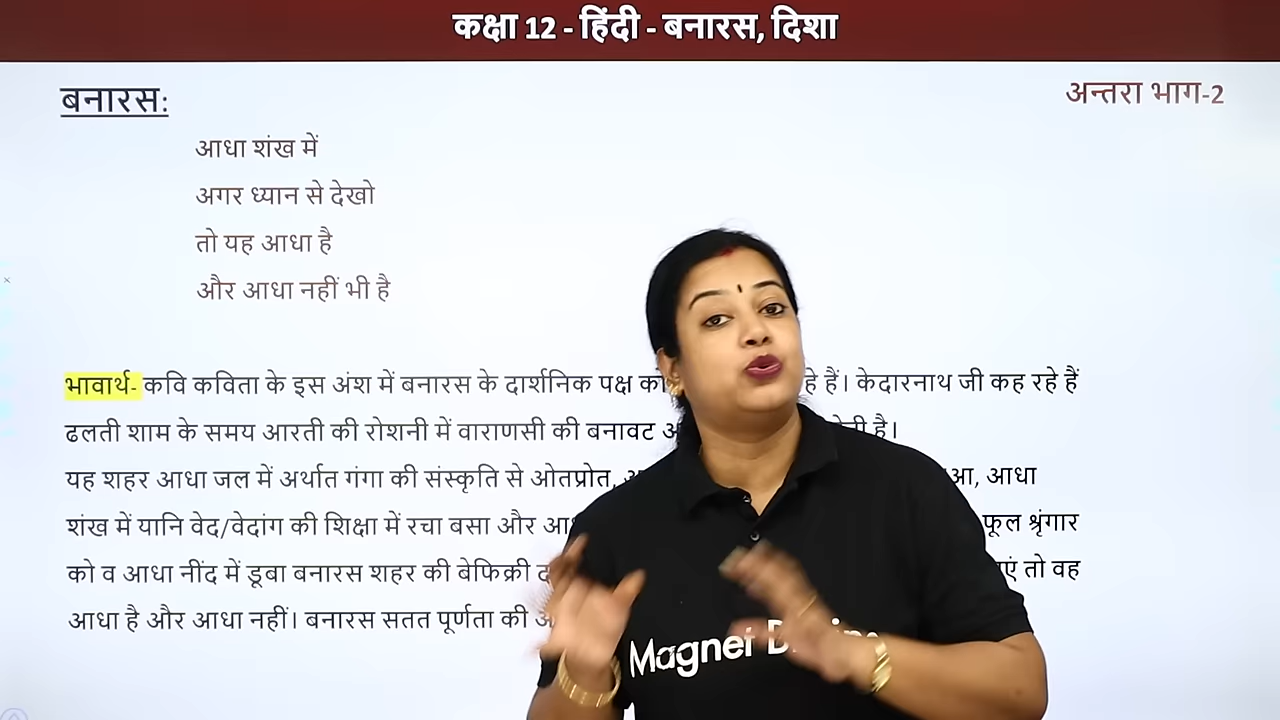 कक्षा 12 - हिंदी - बनारस, दिशा
बनारस:
अन्तरा भाग-2
आधा शंख में
अगर ध्यान से देखो
तो यह आधा है
और आधा नहीं भी है
भावार्थ- कवि कविता के इस अंश में बनारस के दार्शनिक पक्ष को हे हैं। केदारनाथ जी कह रहे हैं
ढलती शाम के समय आरती की रोशनी में वाराणसी की बनावट है।
यह शहर आधा जल में अर्थात गंगा की संस्कृति से ओतप्रोत, आधा
शंख में यानि वेद/वेदांग की शिक्षा में रचा बसा और फूल श्रृंगार
को व आधा नींद में डूबा बनारस शहर की बेफिक्री तो वह
आधा है और आधा नहीं। बनारस सतत पूर्णता की
Magnet